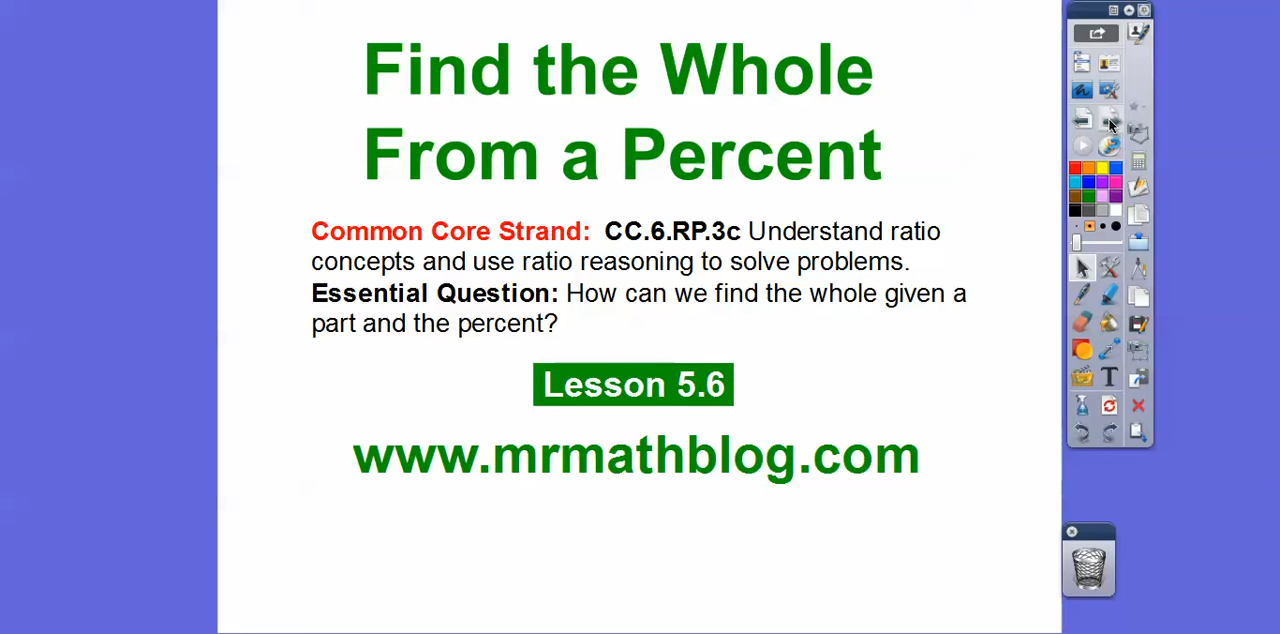 Find the Whole
From a Percent
Common Core Strand: CC.6.RP.3c Understand ratio
concepts and use ratio reasoning to solve problems.
Essential Question: How can we find the whole given a
part and the percent?
Lesson 5.6
www.mrmathblog.com